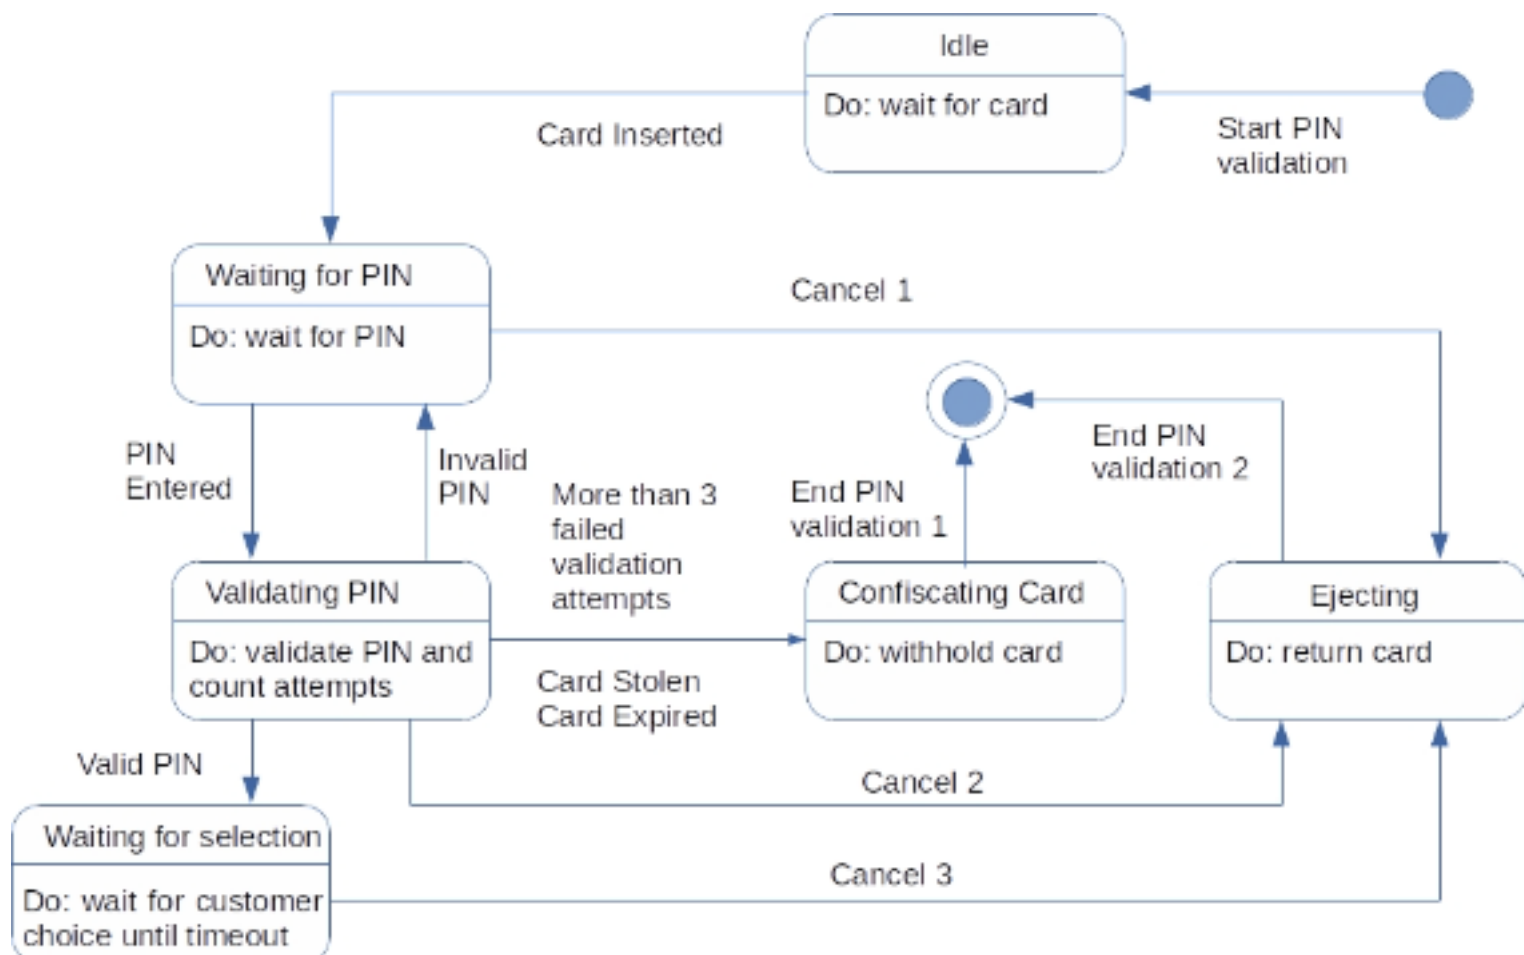 Idle
Do: wait for card
Card Inserted
Start PIN
validation
Waiting for PIN
Do: wait for PIN
Cancel 1
PIN
Entered
Invalid
PIN
More than 3
failed
validation
attempts
End PIN
validation 1
End PIN
validation 2
Validating PIN
Do: validate PIN and
count attempts
Confiscating Card
Do: withhold card
Ejecting
Do: return card
Card Stolen
Card Expired
Valid PIN
Cancel 2
Waiting for selection
Do: wait for customer
choice until timeout
Cancel 3